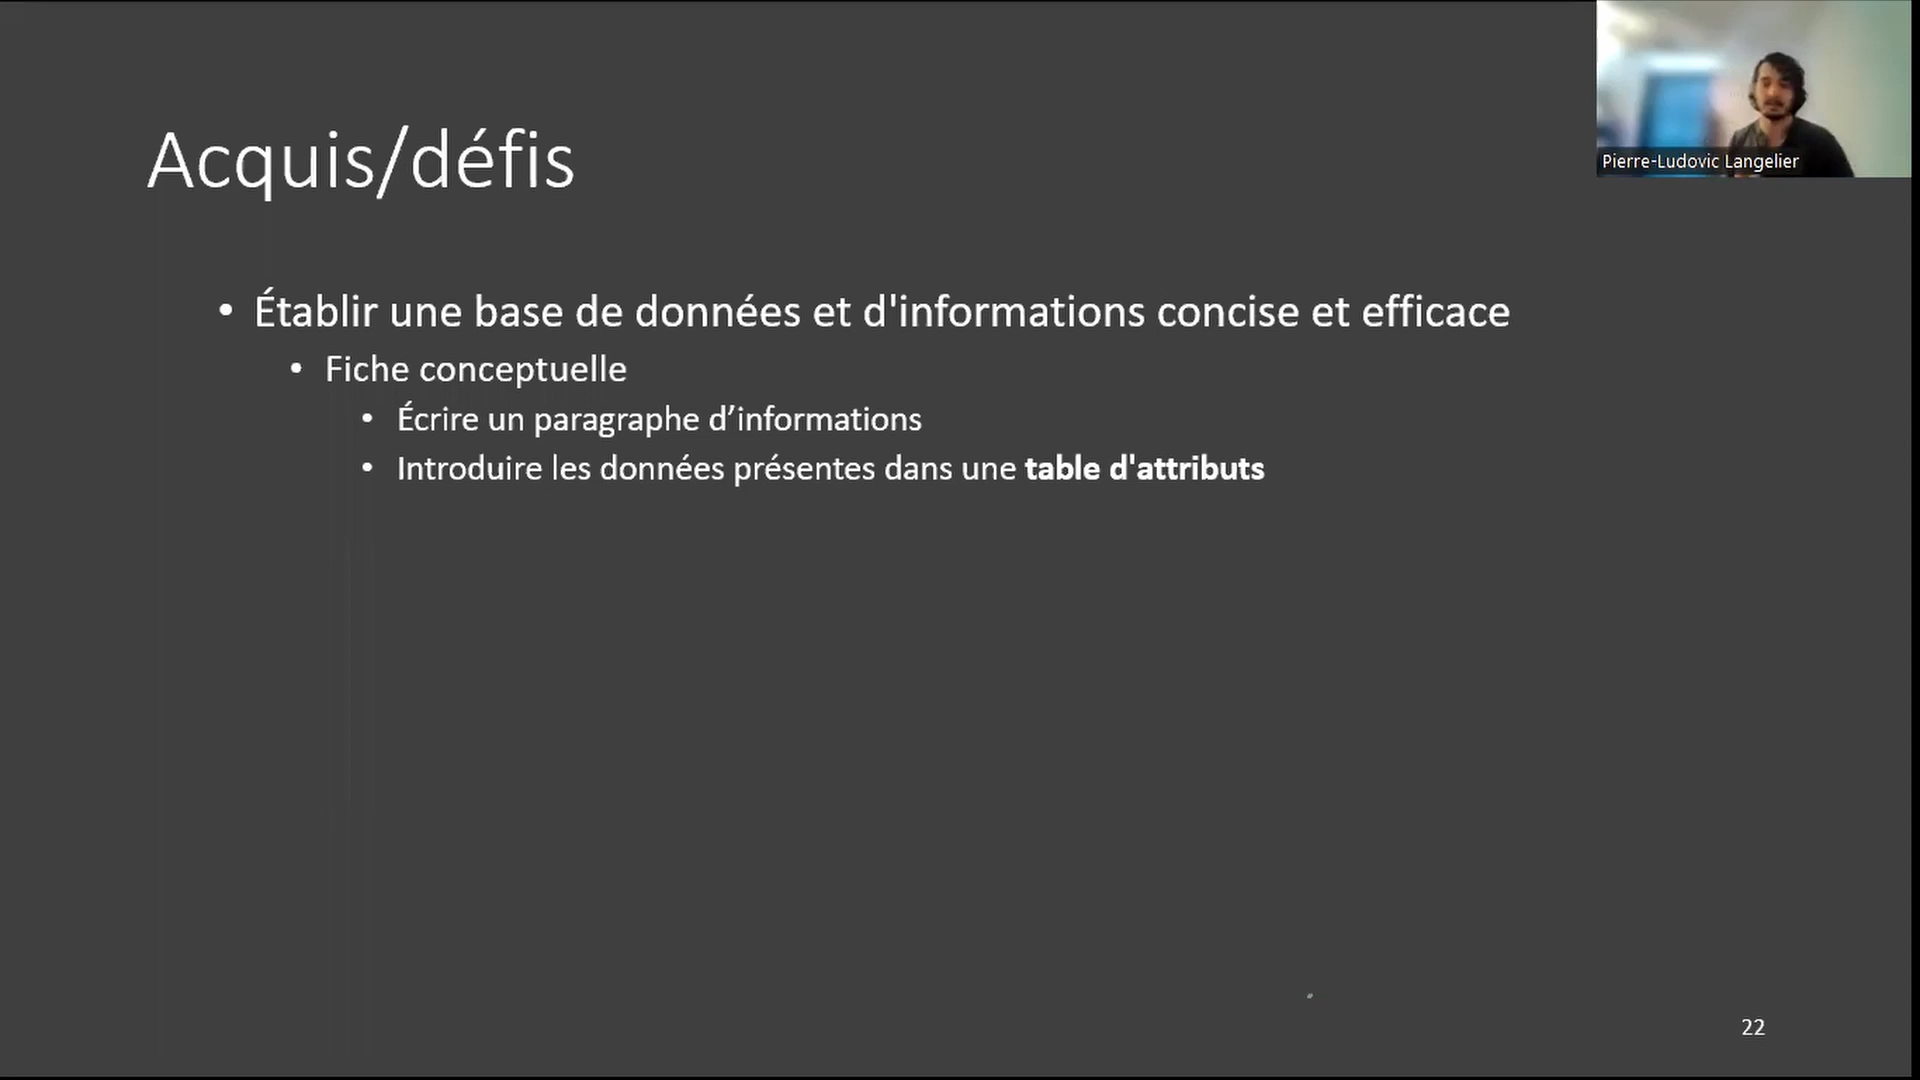 Pierre-Ludovic Langelier
Acquis/défis
• Établir une base de données et d'informations concise et efficace
• Fiche conceptuelle
• Écrire un paragraphe d’informations
• Introduire les données présentes dans une table d'attributs
22